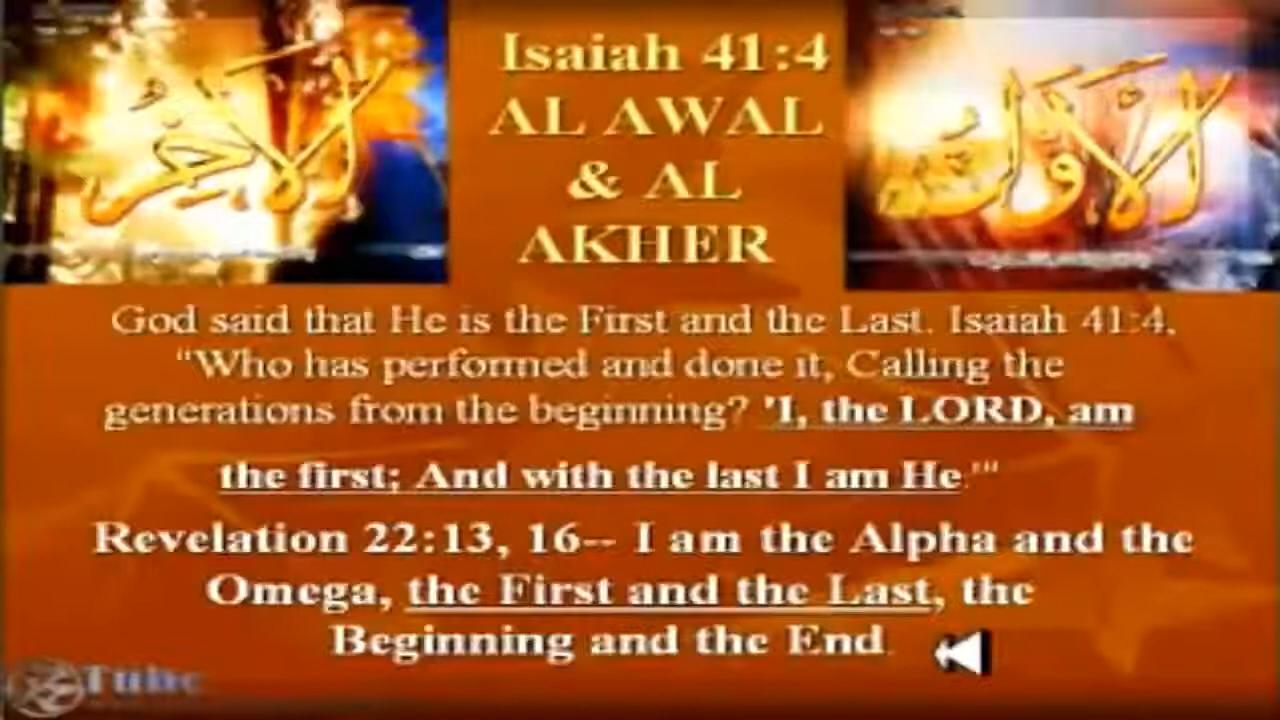 الآخِرُ
Isaiah 41:4
AL AWAL
& AL
AKHER
الأَوَّلُ
God said that He is the First and the Last. Isaiah 41:4,
“Who has performed and done it, Calling the
generations from the beginning? 'I, the LORD, am
the first; And with the last I am He.'”
Revelation 22:13, 16-- I am the Alpha and the
Omega, the First and the Last, the
Beginning and the End.
Tube